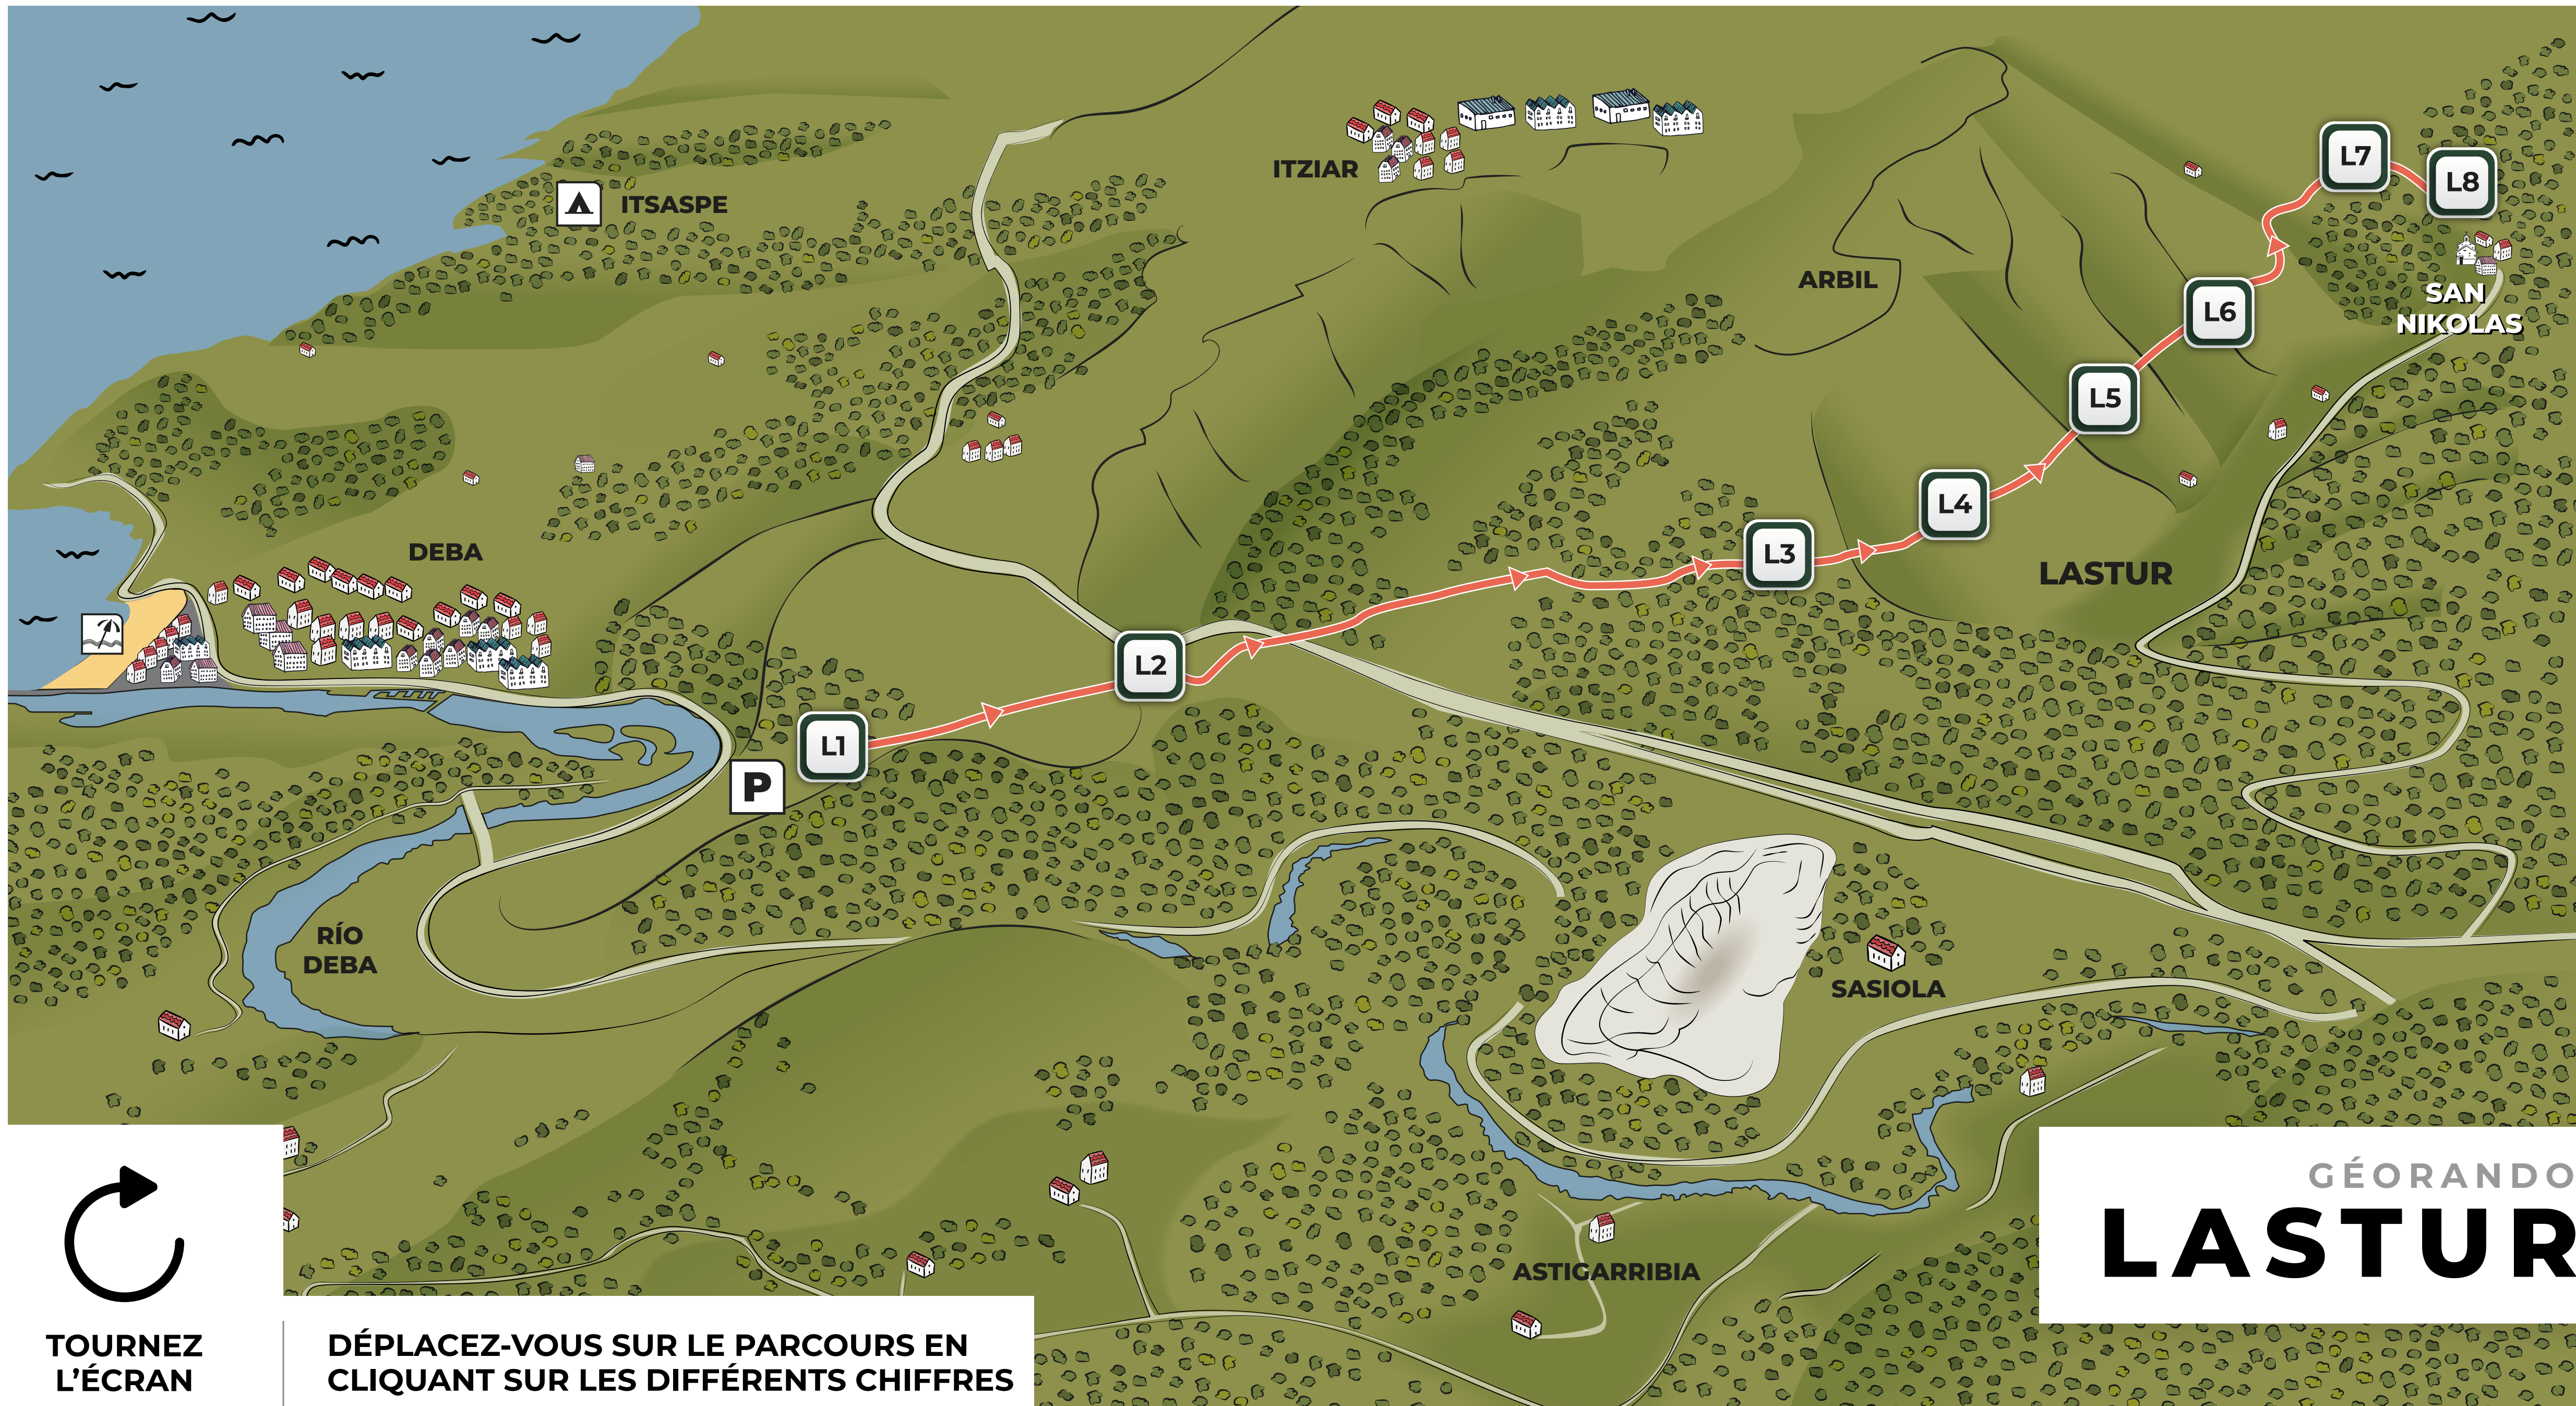 ITZIAR
L7
L8
ITSASPE
ARBIL
SAN
NIKOLAS
L6
L5
L4
DEBA
L3
LASTUR
L2
L1
P
RÍO
DEBA
SASIOLA
ASTIGARRIBIA
GÉORANDO
LASTUR
TOURNEZ
L'ÉCRAN
DÉPLACEZ-VOUS SUR LE PARCOURS EN
CLIQUANT SUR LES DIFFÉRENTS CHIFFRES